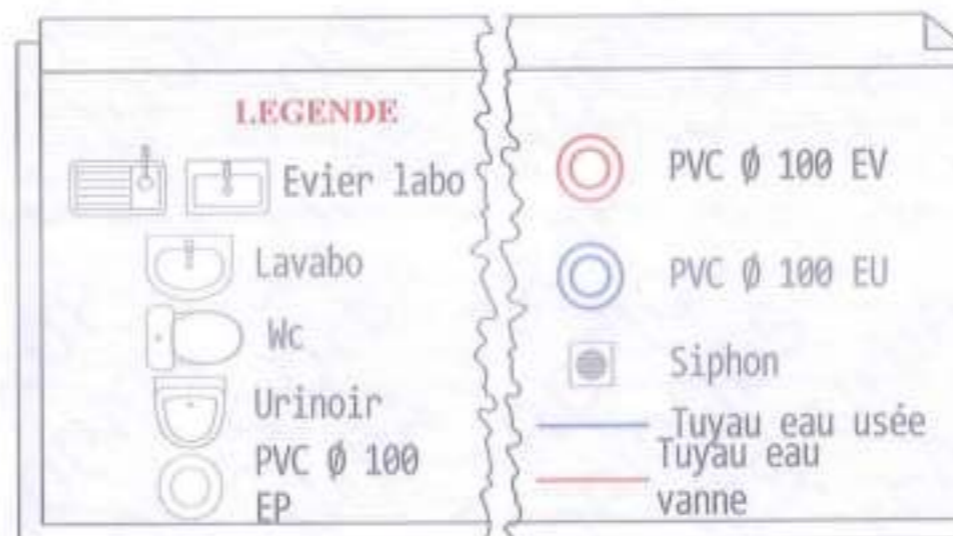 LEGENDE
Evier labo
Lavabo
Wc
Urinoir
PVC Ø 100
EP
PVC Ø 100 EV
PVC Ø 100 EU
Siphon
Tuyau eau usée
Tuyau eau
vanne